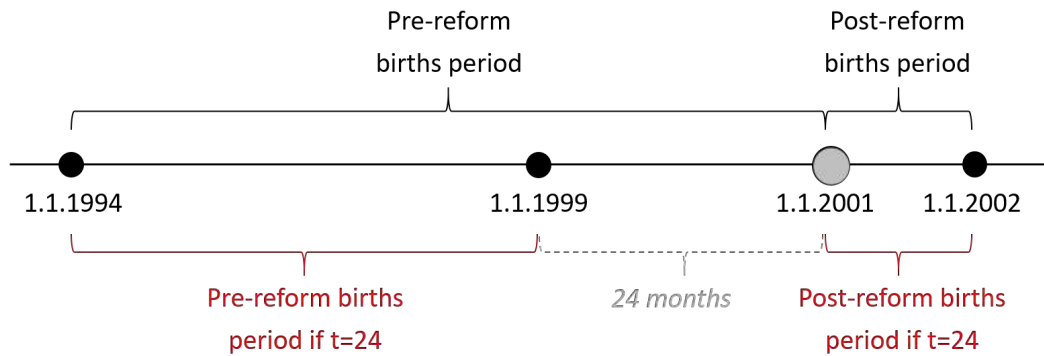 Pre-reform births period
Post-reform births period
1.1.1994
1.1.1999
1.1.2001
1.1.2002
Pre-reform births period if t=24
24 months
Post-reform births period if t=24